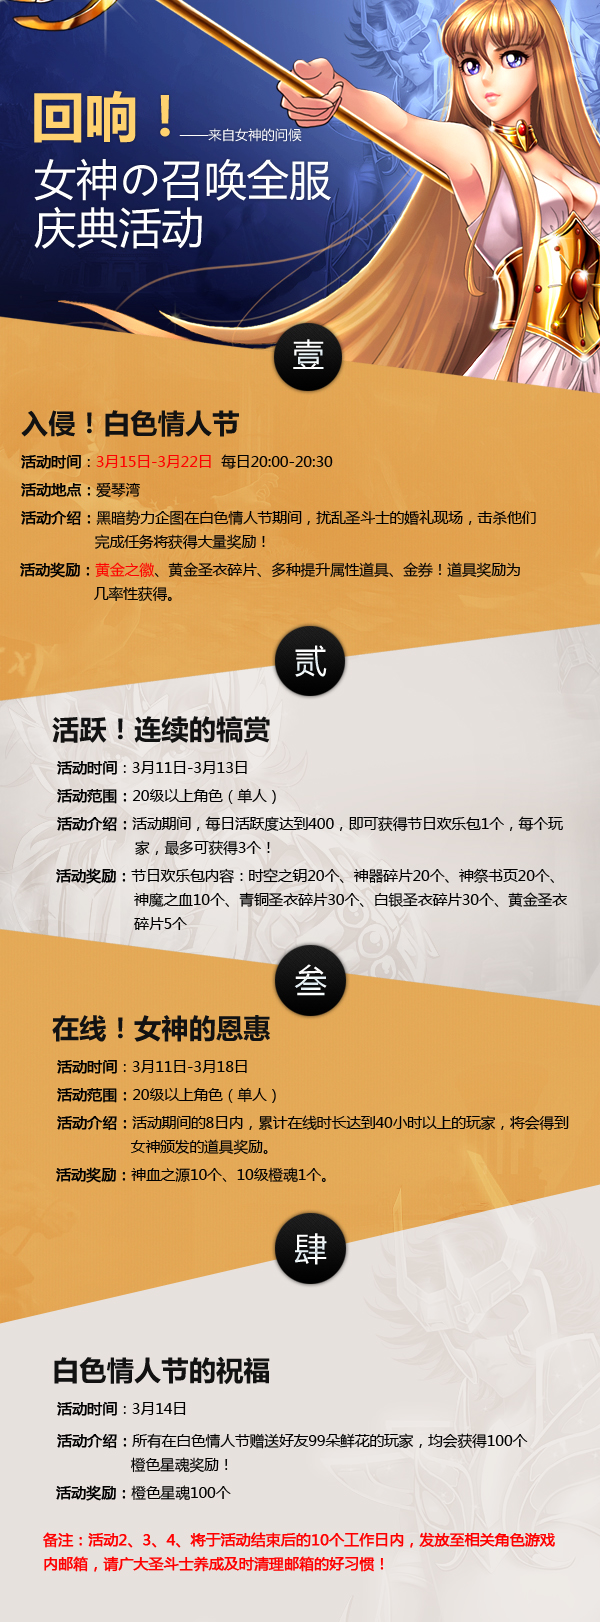 回响！——来自女神的问候
女神の召唤全服
庆典活动
壹
入侵！白色情人节
活动时间：3月15日-3月22日 每日20:00-20:30
活动地点：爱琴湾
活动介绍：黑暗势力企图在白色情人节期间，扰乱圣斗士的婚礼现场，击杀他们
完成任务将获得大量奖励！
活动奖励：黄金之徽、黄金圣衣碎片、多种提升属性道具、金券！道具奖励为
几率性获得。
贰
活跃！连续的犒赏
活动时间：3月11日-3月13日
活动范围：20级以上角色（单人）
活动介绍：活动期间，每日活跃度达到400，即可获得节日欢乐包1个，每个玩
家，最多可获得3个！
活动奖励：节日欢乐包内容：时空之钥20个、神器碎片20个、神祭书页20个、
神魔之血10个、青铜圣衣碎片30个、白银圣衣碎片30个、黄金圣衣
碎片5个
叁
在线！女神的恩惠
活动时间：3月11日-3月18日
活动范围：20级以上角色（单人）
活动介绍：活动期间的8日内，累计在线时长达到40小时以上的玩家，将会得到
女神颁发的道具奖励。
活动奖励：神血之源10个、10级橙魂1个。
肆
白色情人节的祝福
活动时间：3月14日
活动介绍：所有在白色情人节赠送好友99朵鲜花的玩家，均会获得100个
橙色星魂奖励！
活动奖励：橙色星魂100个
备注：活动2、3、4、将于活动结束后的10个工作日内，发放至相关角色游戏
内邮箱，请广大圣斗士养成及时清理邮箱的好习惯！